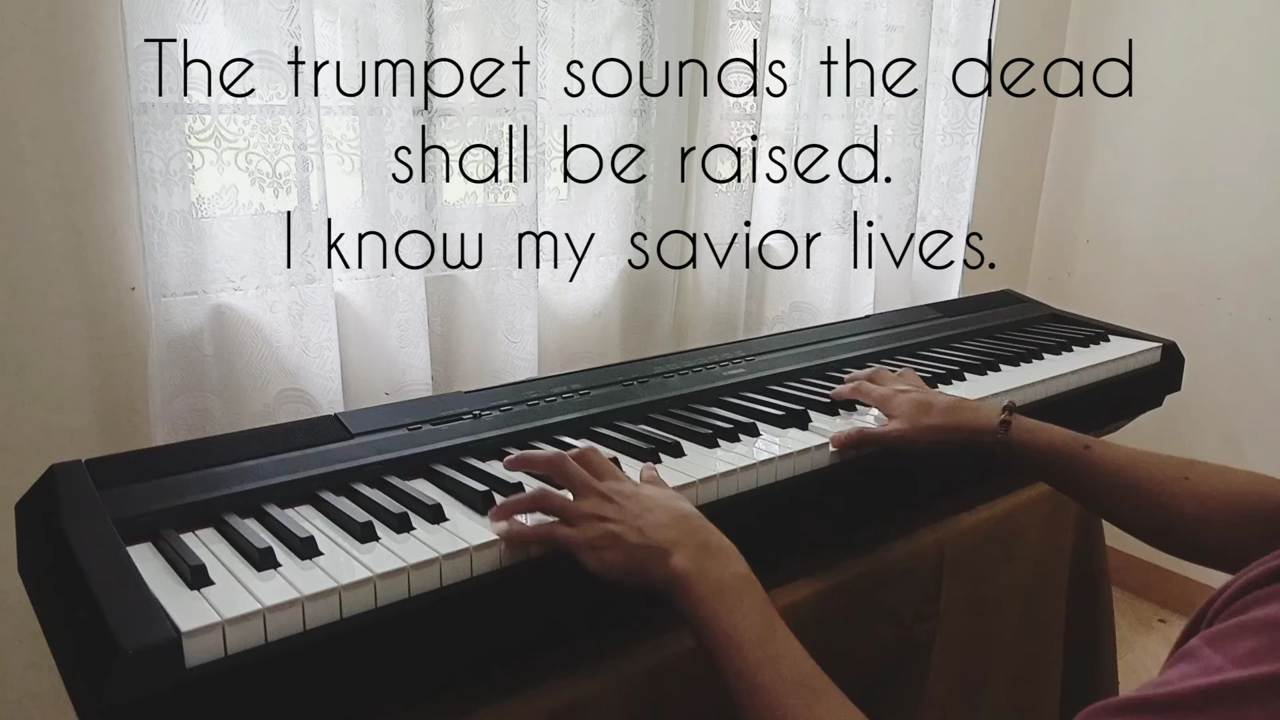 The trumpet sounds the dead
shall be raised.
I know my savior lives.